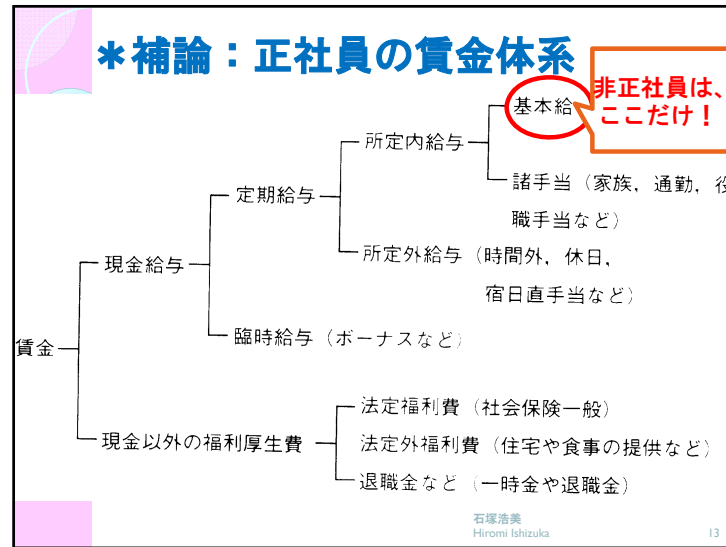 ＊補論：正社員の賃金体系
非正社員は、
ここだけ！
基本給
所定内給与
諸手当（家族，通勤，役
職手当など）
定期給与
所定外給与（時間外，休日，
宿日直手当など）
現金給与
臨時給与（ボーナスなど）
賃金
法定福利費（社会保険一般）
現金以外の福利厚生費
法定外福利費（住宅や食事の提供など）
退職金など（一時金や退職金）
石塚浩美
Hiromi Ishizuka
13